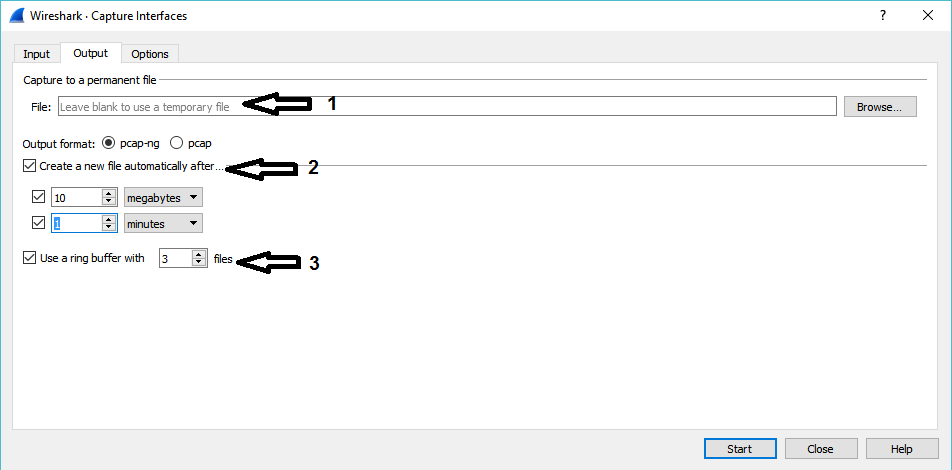 Wireshark · Capture Interfaces
?
Input Output Options
Capture to a permanent file
File: Leave blank to use a temporary file Browse...
1
Output format: pcap-ng pcap
Create a new file automatically after...
2
10 megabytes
1 minutes
Use a ring buffer with 3 files
3
Start Close Help